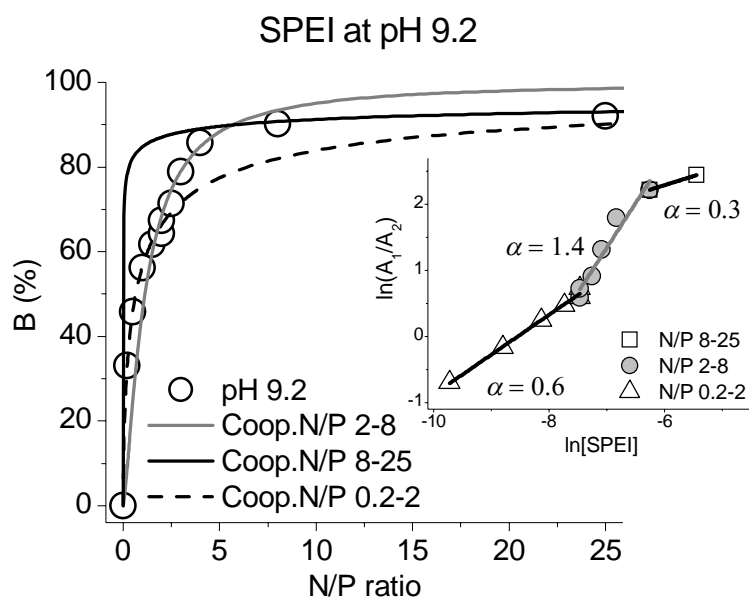 SPEI at pH 9.2
B (%)
100
80
60
40
20
0
0
5
10
15
20
25
N/P ratio
pH 9.2
Coop.N/P 2-8
Coop.N/P 8-25
Coop.N/P 0.2-2
ln(A₁/A₂)
2
1
0
-1
-10
-8
-6
ln[SPEI]
α = 0.3
α = 1.4
α = 0.6
N/P 8-25
N/P 2-8
N/P 0.2-2